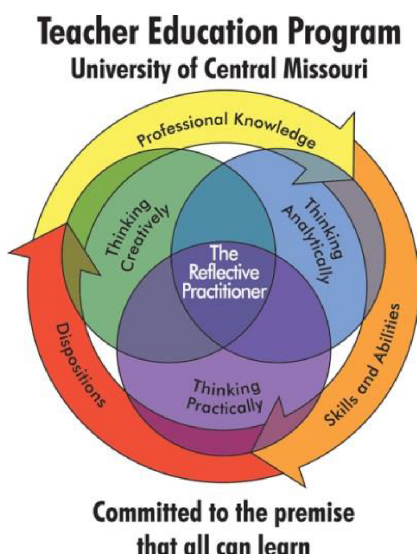 Teacher Education Program
University of Central Missouri
Professional Knowledge
Thinking
Creatively
Thinking
Analytically
The
Reflective
Practitioner
Dispositions
Thinking
Practically
Skills and Abilities
Committed to the premise
that all can learn